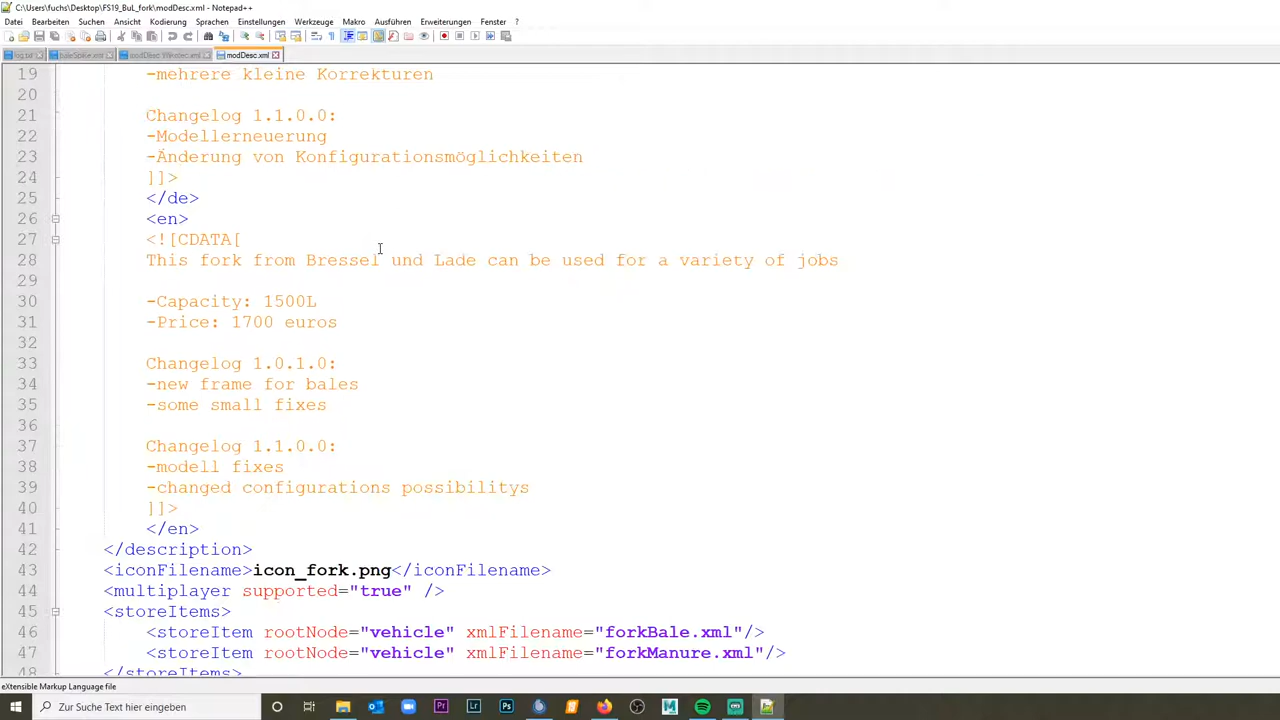 C:\Users\fuchs\Desktop\FS19_BuL_fork\modDesc.xml - Notepad++
Datei Bearbeiten Suchen Ansicht Kodierung Sprachen Einstellungen Werkzeuge Makro Ausführen Erweiterungen Fenster ?
log.txt modDesc.xml
19 -mehrere kleine Korrekturen
20
21 Changelog 1.1.0.0:
22 -Modellerneuerung
23 -Änderung von Konfigurationsmöglichkeiten
24 ]]>
25 </de>
26 <en>
27 <![CDATA[
28 This fork from Bressel und Lade can be used for a variety of jobs
29
30 -Capacity: 1500L
31 -Price: 1700 euros
32
33 Changelog 1.0.1.0:
34 -new frame for bales
35 -some small fixes
36
37 Changelog 1.1.0.0:
38 -modell fixes
39 -changed configurations possibilitys
40 ]]>
41 </en>
42 </description>
43 <iconFilename>icon_fork.png</iconFilename>
44 <multiplayer supported="true" />
45 <storeItems>
46 <storeItem rootNode="vehicle" xmlFilename="forkBale.xml"/>
47 <storeItem rootNode="vehicle" xmlFilename="forkManure.xml"/>
48 </storeItems>
eXtensible Markup Language file
Zur Suche Text hier eingeben